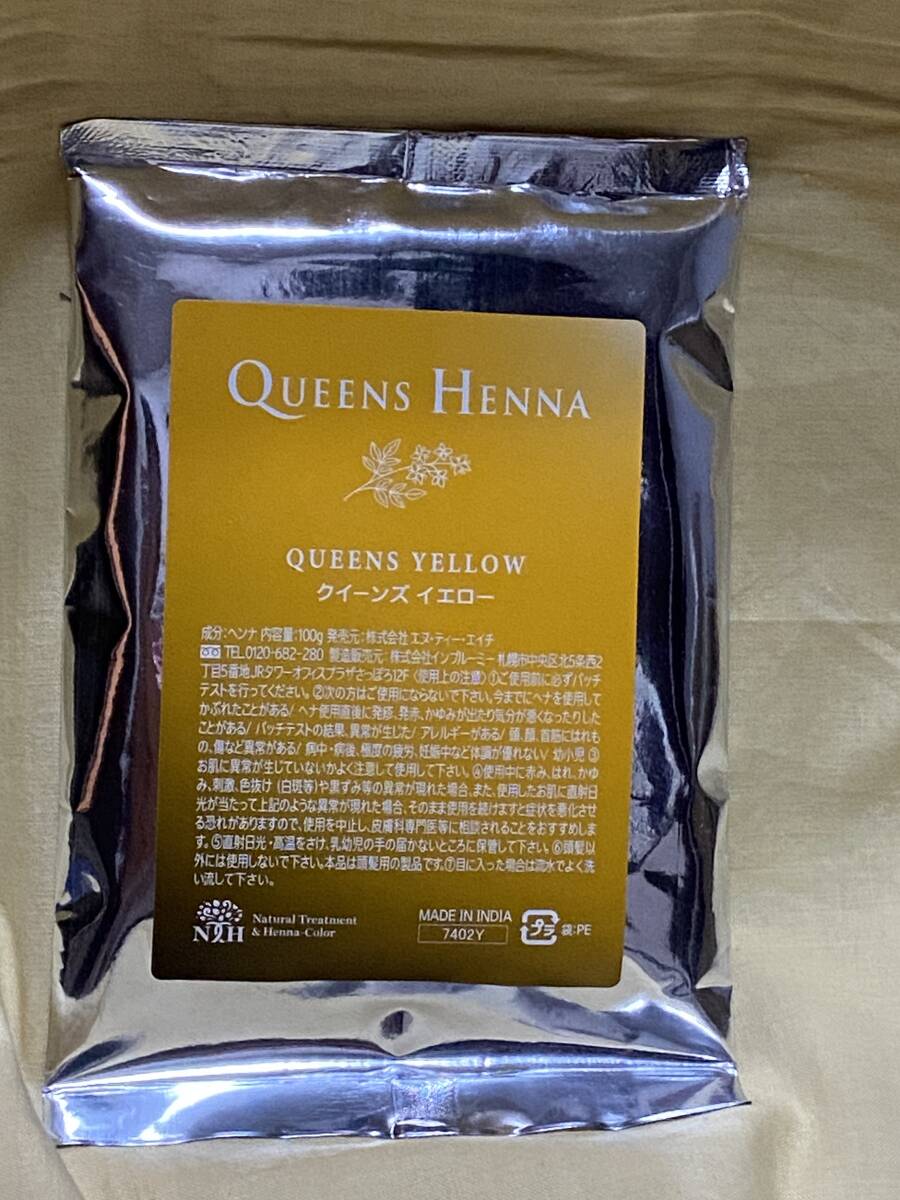 QUEENS HENNA
QUEENS YELLOW
クイーンズ イエロー
成分:ヘンナ 内容量:100g 発売元:株式会社 エヌ・ティー・エイチ
TEL0120-682-280 製造販売元:株式会社インプルーミー 札幌市中央区北5条西2
丁目5番地JRタワーオフィスプラザさっぽろ12F〈使用上の注意〉①ご使用前に必ずパッチ
テストを行ってください。②次の方はご使用にならないで下さい。今までにヘナを使用して
かぶれたことがある/ ヘナ使用直後に発疹、発赤、かゆみが出たり気分が悪くなったりした
ことがある/ パッチテストの結果、異常が生じた/ アレルギーがある/ 頭、顔、首筋にはれも
の、傷など異常がある/ 病中・病後、極度の疲労、妊娠中など体調が優れない/ 幼小児 ③
お肌に異常が生じていないかよく注意して使用して下さい。④使用中に赤み、はれ、かゆ
み、刺激、色抜け (白斑等)や黒ずみ等の異常が現れた場合、また、使用したお肌に直射日
光が当たって上記のような異常が現れた場合、そのまま使用を続けますと症状を悪化させ
る恐れがありますので、使用を中止し、皮膚科専門医等に相談されることをおすすめしま
す。⑤直射日光・高温をさけ、乳幼児の手の届かないところに保管して下さい。⑥頭髪以
外には使用しないで下さい。本品は頭髪用の製品です。⑦目に入った場合は流水でよく洗
い流して下さい。
NTH Natural Treatment
& Henna-Color
MADE IN INDIA
7402Y
プラ 袋:PE